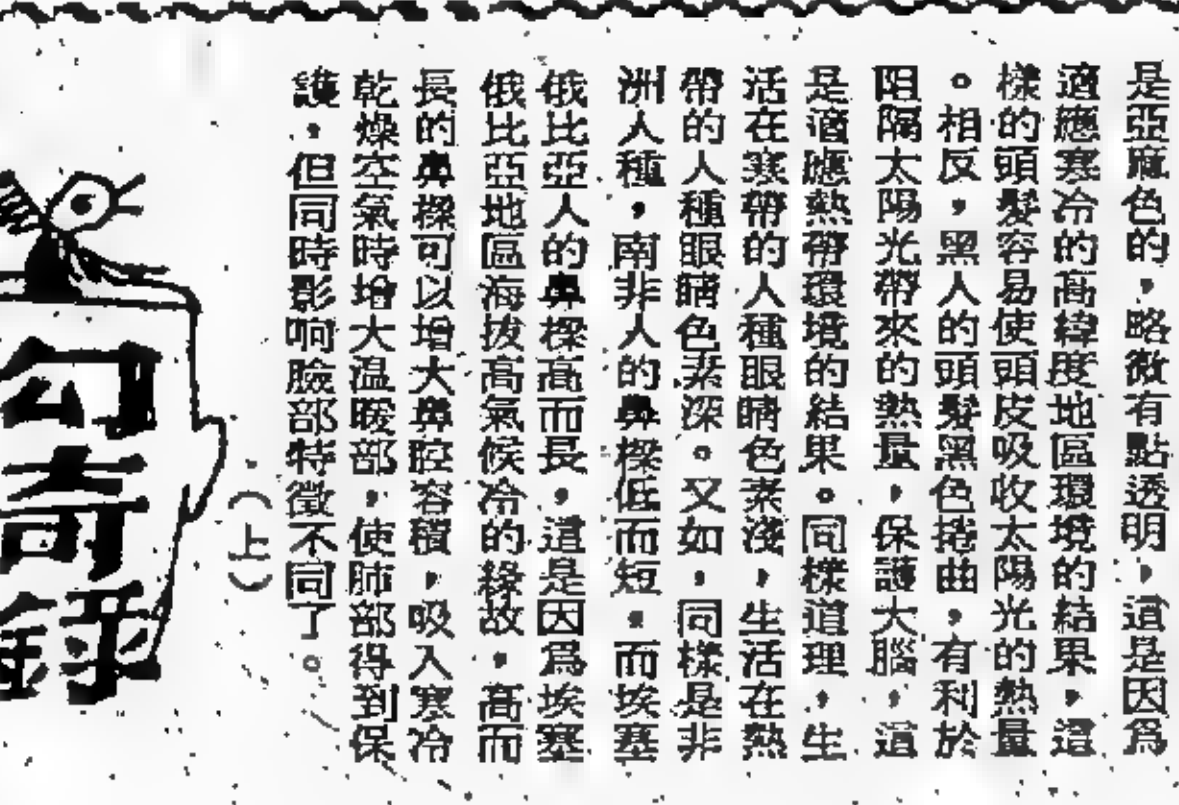 是亞麻色的,略微有點透明,這是因爲
適應寒冷的高緯度地區環境的結果,這
樣的頭髮容易使頭皮吸收太陽光的熱量
。相反,黑人的頭髮黑色捲曲,有利於
阻隔太陽光帶來的熱量,保護大腦,這
是適應熱帶環境的結果。同樣道理,生
活在寒帶的人種眼睛色素淺,生活在熱
帶的人種眼睛色素深。又如,同樣是非
洲人種,南非人的鼻樑低而短。而埃塞
俄比亞人的鼻樑高而長,這是因爲埃塞
俄比亞地區海拔高氣候冷的緣故,高而
長的鼻樑可以增大鼻腔容積,吸入寒冷
乾燥空氣時增大温暖部,使肺部得到保
護,但同時影响臉部特徵不同了。
(上)
勾奇錄